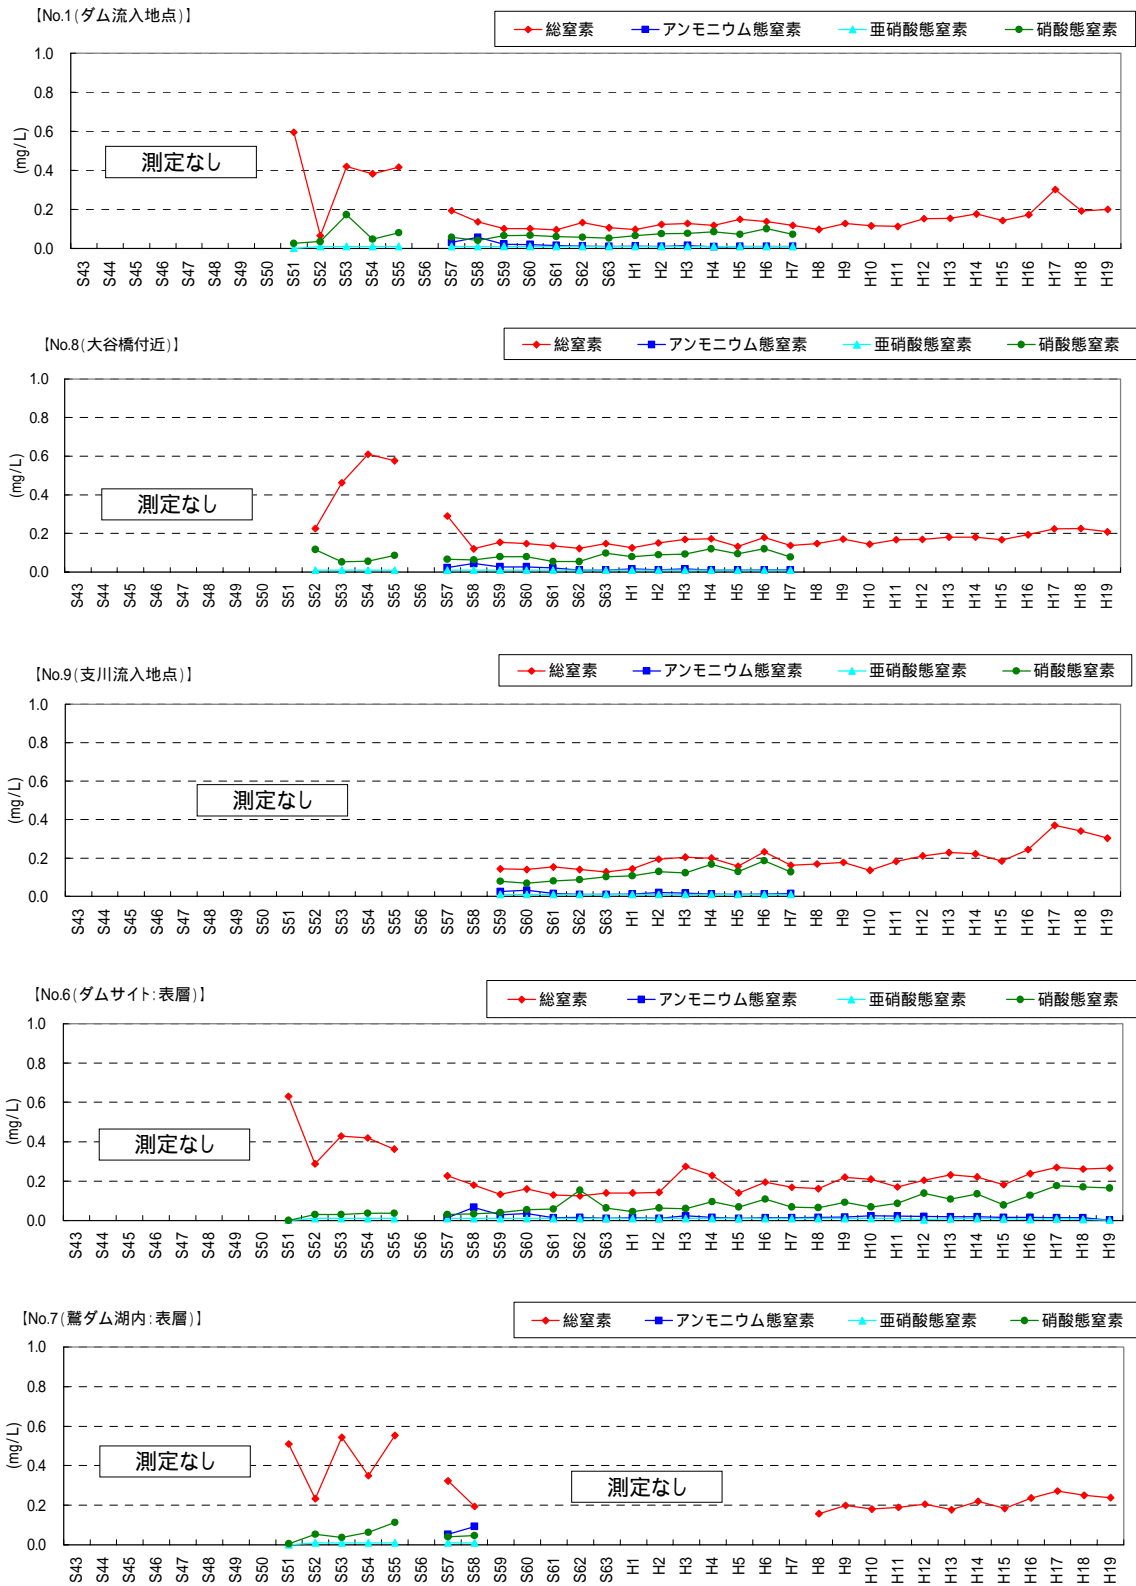 【No.1(ダム流入地点)】
総窒素 アンモニウム態窒素 亜硝酸態窒素 硝酸態窒素
1.0
0.8
0.6
0.4
0.2
0.0
(mg/L)
測定なし
S43 S44 S45 S46 S47 S48 S49 S50 S51 S52 S53 S54 S55 S56 S57 S58 S59 S60 S61 S62 S63 H1 H2 H3 H4 H5 H6 H7 H8 H9 H10 H11 H12 H13 H14 H15 H16 H17 H18 H19
【No.8(大谷橋付近)】
総窒素 アンモニウム態窒素 亜硝酸態窒素 硝酸態窒素
1.0
0.8
0.6
0.4
0.2
0.0
(mg/L)
測定なし
S43 S44 S45 S46 S47 S48 S49 S50 S51 S52 S53 S54 S55 S56 S57 S58 S59 S60 S61 S62 S63 H1 H2 H3 H4 H5 H6 H7 H8 H9 H10 H11 H12 H13 H14 H15 H16 H17 H18 H19
【No.9(支川流入地点)】
総窒素 アンモニウム態窒素 亜硝酸態窒素 硝酸態窒素
1.0
0.8
0.6
0.4
0.2
0.0
(mg/L)
測定なし
S43 S44 S45 S46 S47 S48 S49 S50 S51 S52 S53 S54 S55 S56 S57 S58 S59 S60 S61 S62 S63 H1 H2 H3 H4 H5 H6 H7 H8 H9 H10 H11 H12 H13 H14 H15 H16 H17 H18 H19
【No.6(ダムサイト:表層)】
総窒素 アンモニウム態窒素 亜硝酸態窒素 硝酸態窒素
1.0
0.8
0.6
0.4
0.2
0.0
(mg/L)
測定なし
S43 S44 S45 S46 S47 S48 S49 S50 S51 S52 S53 S54 S55 S56 S57 S58 S59 S60 S61 S62 S63 H1 H2 H3 H4 H5 H6 H7 H8 H9 H10 H11 H12 H13 H14 H15 H16 H17 H18 H19
【No.7(鷲ダム湖内:表層)】
総窒素 アンモニウム態窒素 亜硝酸態窒素 硝酸態窒素
1.0
0.8
0.6
0.4
0.2
0.0
(mg/L)
測定なし
測定なし
S43 S44 S45 S46 S47 S48 S49 S50 S51 S52 S53 S54 S55 S56 S57 S58 S59 S60 S61 S62 S63 H1 H2 H3 H4 H5 H6 H7 H8 H9 H10 H11 H12 H13 H14 H15 H16 H17 H18 H19